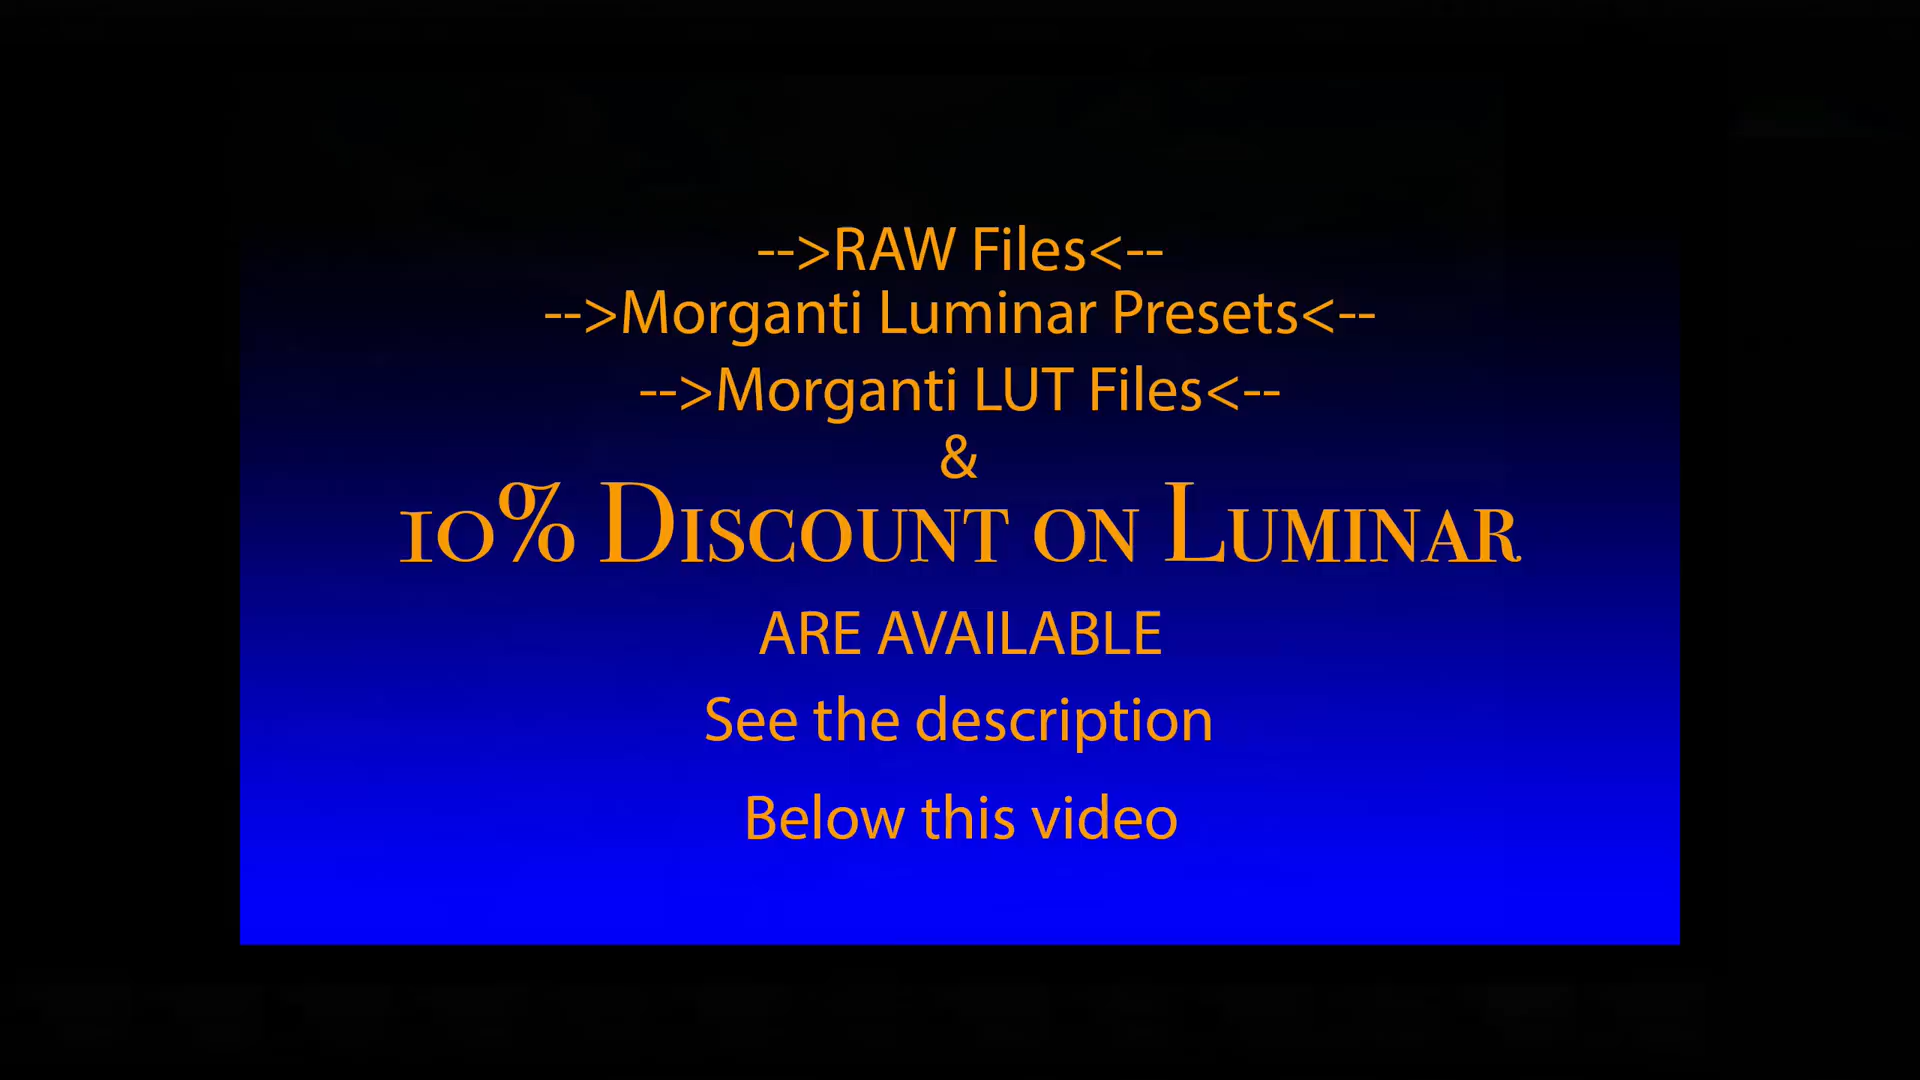 -->RAW Files<--
-->Morganti Luminar Presets<--
-->Morganti LUT Files<--
&
10% Discount on Luminar
ARE AVAILABLE
See the description
Below this video